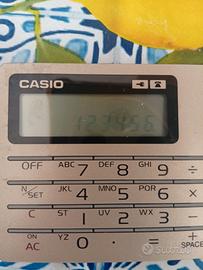 CASIO
123456
OFF ABC 7 DEF 8 GHI 9 ÷
N/SET JKL 4 MNO 5 PQR 6 ×
C ST 1 UV 2 WX 3 −
ON AC YZ 0 . = + SPACE
subito